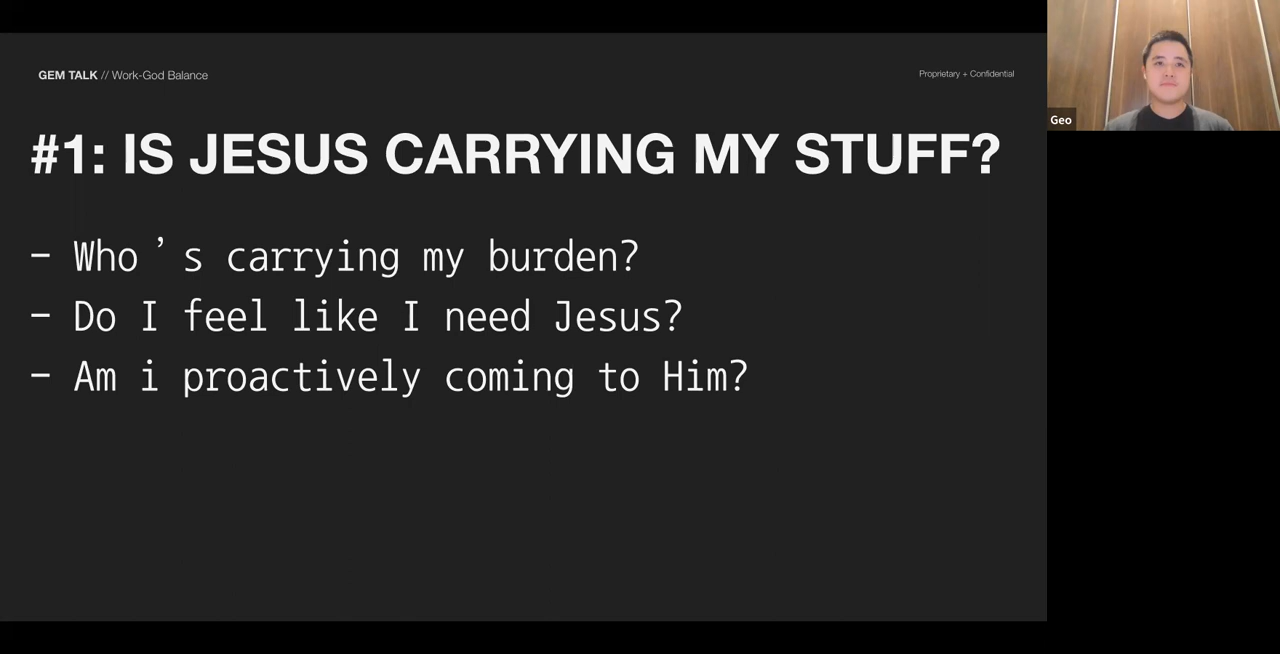 GEM TALK // Work-God Balance
Proprietary + Confidential
#1: IS JESUS CARRYING MY STUFF?
- Who’s carrying my burden?
- Do I feel like I need Jesus?
- Am i proactively coming to Him?
Geo